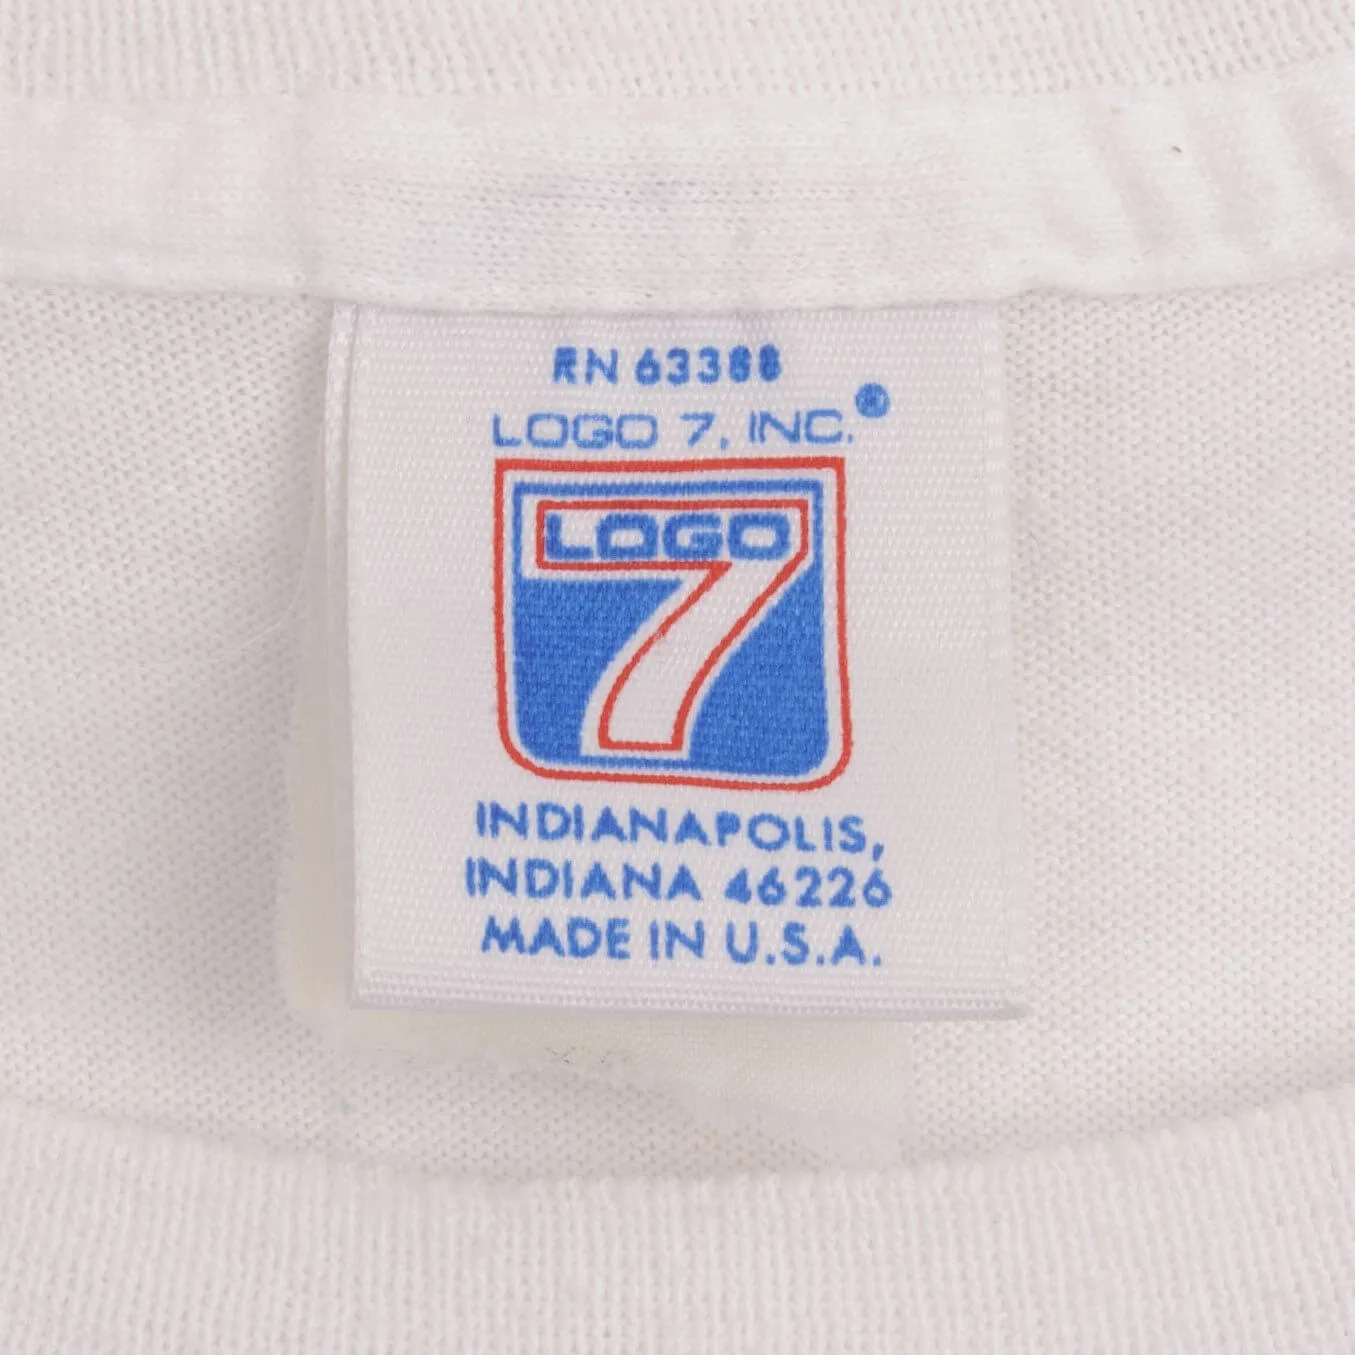 RN 63388
LOGO 7, INC.®
LOGO
7
INDIANAPOLIS,
INDIANA 46226
MADE IN U.S.A.